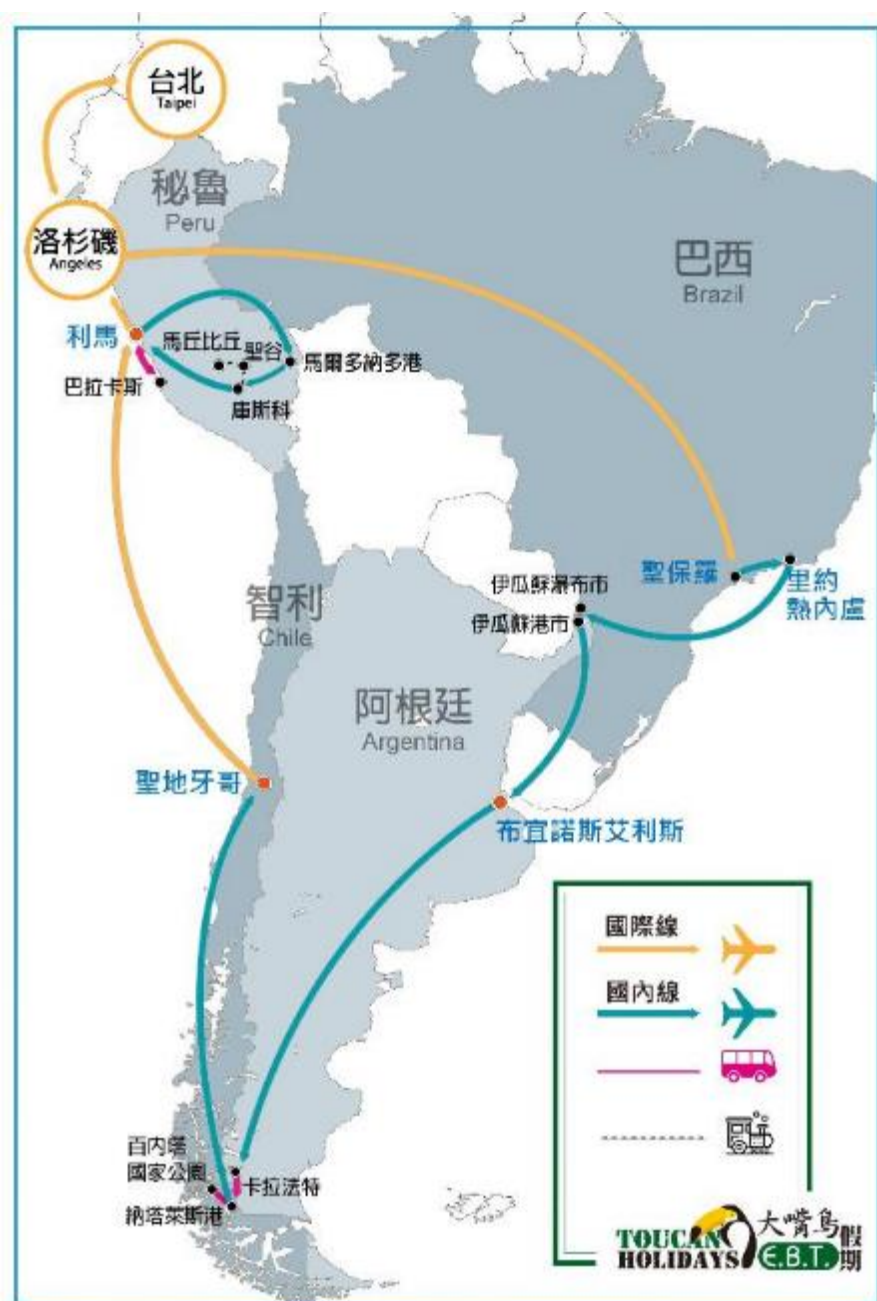 台北
Taipei
秘魯
Peru
洛杉磯
Angeles
巴西
Brazil
利馬
馬丘比丘
聖谷
馬爾多納多港
巴拉卡斯
庫斯科
伊瓜蘇瀑布市
聖保羅
里約
熱內盧
伊瓜蘇港市
智利
Chile
阿根廷
Argentina
聖地牙哥
布宜諾斯艾利斯
國際線
國內線
百內塔
國家公園
卡拉法特
納塔萊斯港
TOUCAN
HOLIDAYS
大嘴鳥
E.B.T.
假期